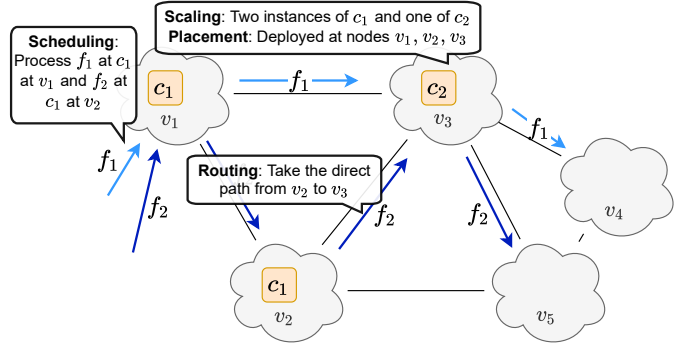 Scaling: Two instances of c₁ and one of c₂
Placement: Deployed at nodes v₁, v₂, v₃
Scheduling:
Process f₁ at c₁
at v₁ and f₂ at
c₁ at v₂
c₁
v₁
f₁
c₂
v₃
f₁
f₁
f₂
Routing: Take the direct
path from v₂ to v₃
f₂
f₂
v₄
c₁
v₂
v₅